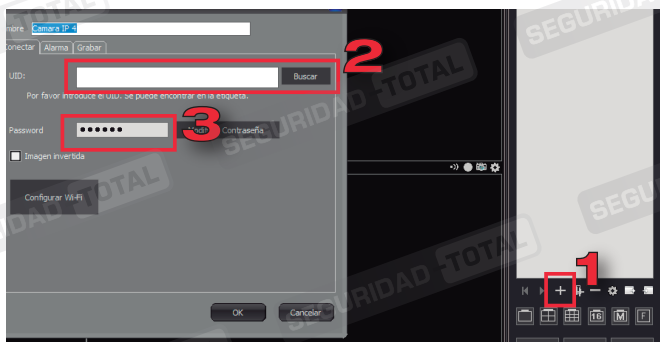 mbre Camara IP 4
Conectar Alarma Grabar
2
UID: Buscar
Por favor introduce el UID. Se puede encontrar en la etiqueta.
Password ●●●●●● 3 Contraseña
Imagen invertida
Configurar Wi-Fi
1
16 M F
OK Cancelar
SEGURIDAD-TOTAL